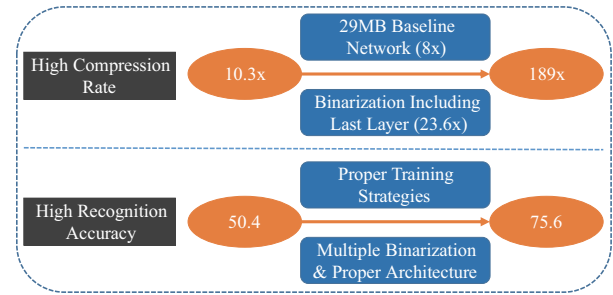 29MB Baseline
Network (8x)
High Compression
Rate
10.3x
189x
Binarization Including
Last Layer (23.6x)
Proper Training
Strategies
High Recognition
Accuracy
50.4
75.6
Multiple Binarization
& Proper Architecture